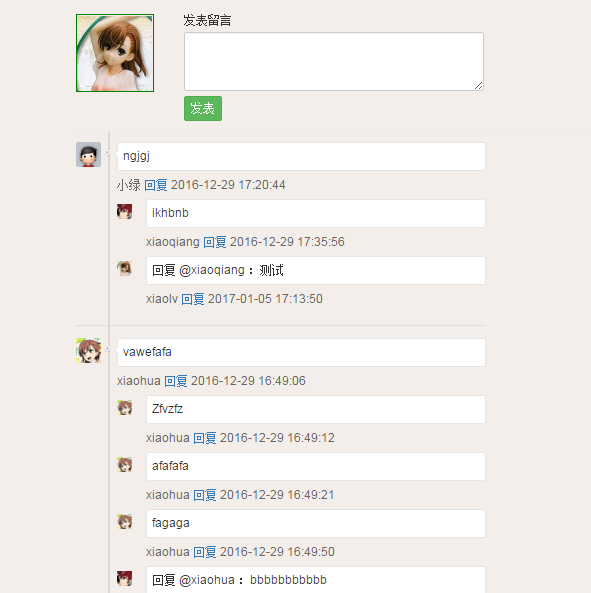 发表留言
发表
ngjgj
小绿 回复 2016-12-29 17:20:44
ikhbnb
xiaoqiang 回复 2016-12-29 17:35:56
回复 @xiaoqiang ：测试
xiaolv 回复 2017-01-05 17:13:50
vawefafa
xiaohua 回复 2016-12-29 16:49:06
Zfvzfz
xiaohua 回复 2016-12-29 16:49:12
afafafa
xiaohua 回复 2016-12-29 16:49:21
fagaga
xiaohua 回复 2016-12-29 16:49:50
回复 @xiaohua ：bbbbbbbbbbb